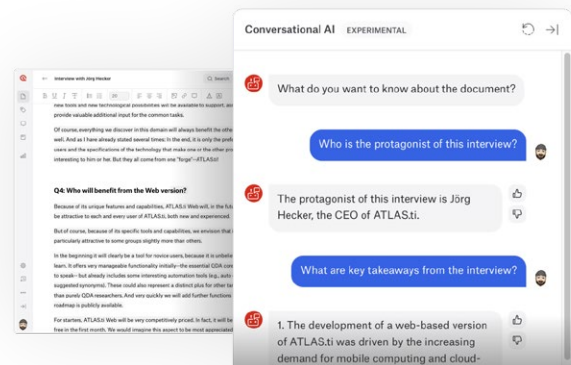 Conversational AI EXPERIMENTAL
What do you want to know about the document?
Who is the protagonist of this interview?
The protagonist of this interview is Jörg
Hecker, the CEO of ATLAS.ti.
What are key takeaways from the interview?
1. The development of a web-based version
of ATLAS.ti was driven by the increasing
demand for mobile computing and cloud-
Interview with Jörg Hecker
Search
new tools and new technological possibilities will be available to support, and
provide valuable additional input for the common tasks.
Of course, everything we discover in this domain will always benefit the othe
well. And as I have already stated several times: In the end, it is only the prefe
users and the specifications of the technology that make one or the other pro
interesting to him or her. But they all come from one "forge"–ATLAS.ti!
Q4: Who will benefit from the Web version?
Because of its unique features and capabilities, ATLAS.ti Web will, in the futu
be attractive to each and every user of ATLAS.ti, both new and experienced.
But of course, because of its specific tools and capabilities, we envision that i
particularly attractive to some groups slightly more than others.
In the beginning it will clearly be a tool for novice users, because it is unbelie
learn. It offers very manageable functionality initially–the essential QDA core
to speak– but already includes some interesting automation tools (e.g., auto
suggested synonyms). These could also represent a distinct plus for other ta
than purely QDA researchers. And very quickly we will add further functions
roadmap is publicly available.
For starters, ATLAS.ti Web will be very competitively priced. In fact, it will be
free in the first month. We would imagine this aspect to be most appreciated